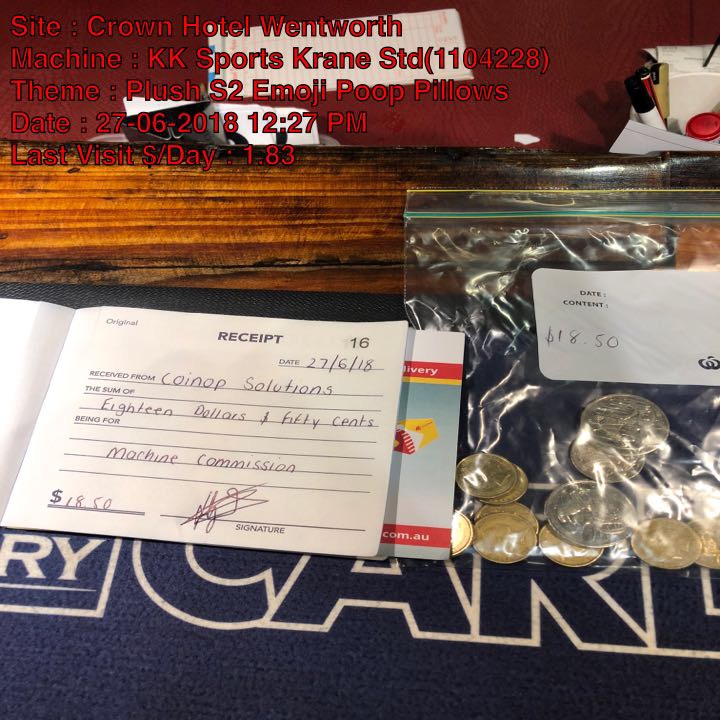 Site : Crown Hotel Wentworth
Machine : KK Sports Krane Std(1104228)
Theme : Plush S2 Emoji Poop Pillows
Date : 27-06-2018 12:27 PM
Last Visit $/Day : 1.83
Original
RECEIPT 16
DATE 27/6/18
RECEIVED FROM Coinop Solutions
THE SUM OF Eighteen Dollars & fifty cents
BEING FOR
Machine Commission
$ 18.50
SIGNATURE
DATE :
CONTENT :
$18.50
livery
com.au
RY CAR